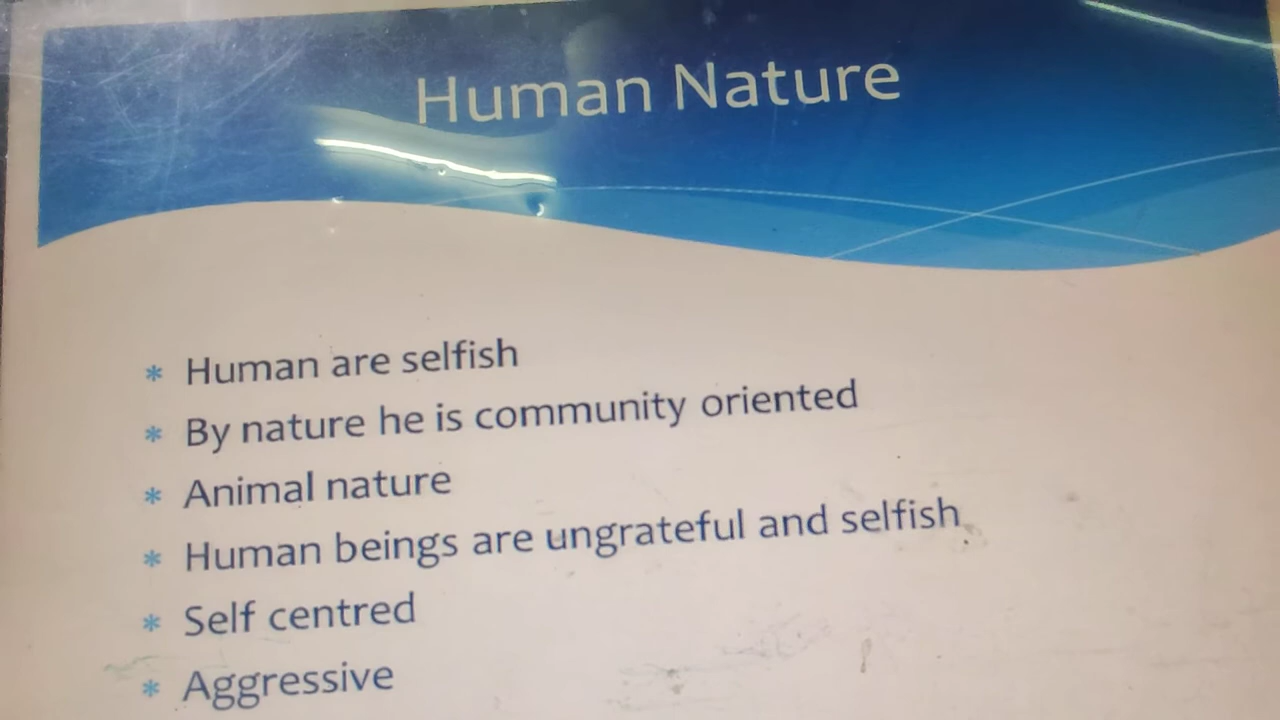 Human Nature
* Human are selfish
* By nature he is community oriented
* Animal nature
* Human beings are ungrateful and selfish
* Self centred
* Aggressive